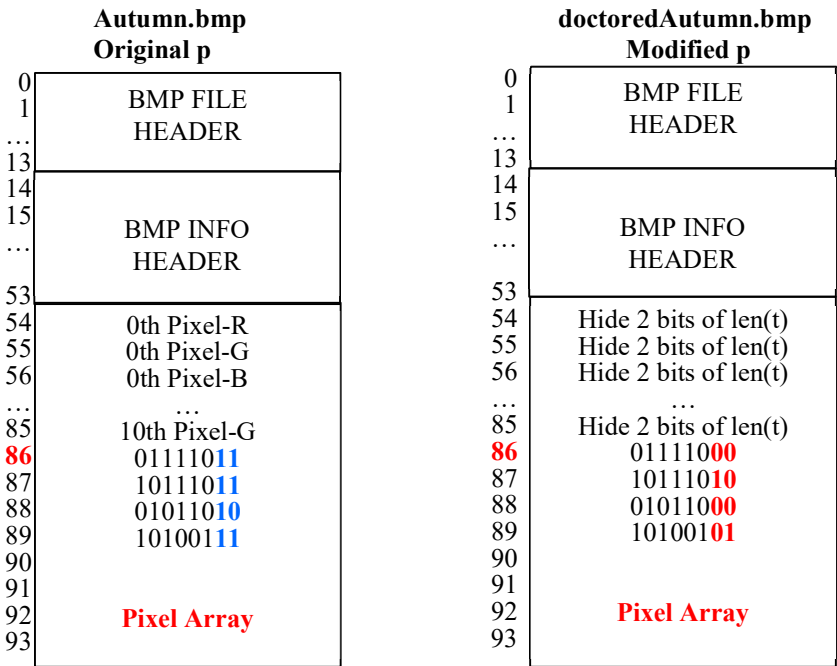 Autumn.bmp
Original p
0
1
…
13
14
15
…
53
54
55
56
…
85
86
87
88
89
90
91
92
93
BMP FILE
HEADER
BMP INFO
HEADER
0th Pixel-R
0th Pixel-G
0th Pixel-B
…
10th Pixel-G
01111011
10111011
01011010
10100111
Pixel Array
doctoredAutumn.bmp
Modified p
0
1
…
13
14
15
…
53
54
55
56
…
85
86
87
88
89
90
91
92
93
BMP FILE
HEADER
BMP INFO
HEADER
Hide 2 bits of len(t)
Hide 2 bits of len(t)
Hide 2 bits of len(t)
…
Hide 2 bits of len(t)
01111000
10111010
01011000
10100101
Pixel Array